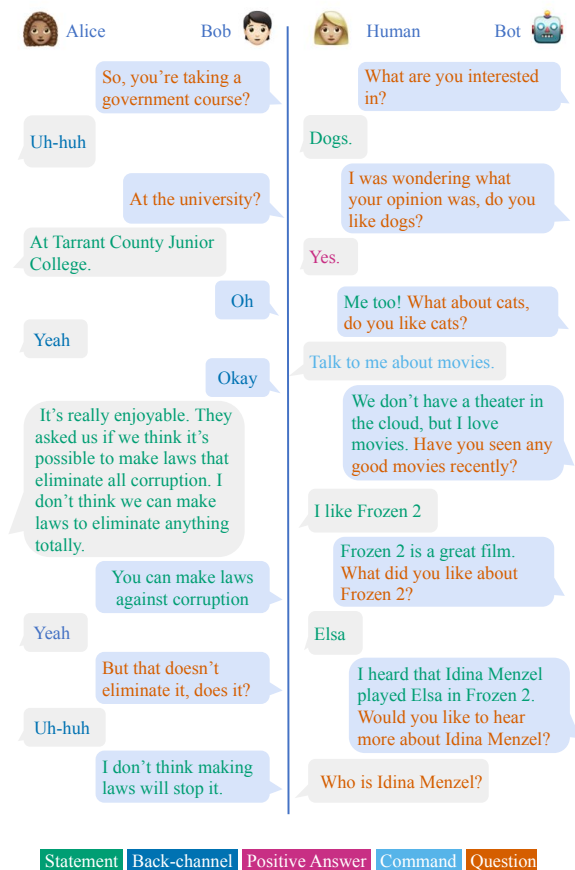 Alice
Bob
So, you're taking a
government course?
Uh-huh
At the university?
At Tarrant County Junior
College.
Oh
Yeah
Okay
It's really enjoyable. They
asked us if we think it's
possible to make laws that
eliminate all corruption. I
don't think we can make
laws to eliminate anything
totally.
You can make laws
against corruption
Yeah
But that doesn't
eliminate it, does it?
Uh-huh
I don't think making
laws will stop it.
Human
Bot
What are you interested
in?
Dogs.
I was wondering what
your opinion was, do you
like dogs?
Yes.
Me too! What about cats,
do you like cats?
Talk to me about movies.
We don't have a theater in
the cloud, but I love
movies. Have you seen any
good movies recently?
I like Frozen 2
Frozen 2 is a great film.
What did you like about
Frozen 2?
Elsa
I heard that Idina Menzel
played Elsa in Frozen 2.
Would you like to hear
more about Idina Menzel?
Who is Idina Menzel?
Statement Back-channel Positive Answer Command Question